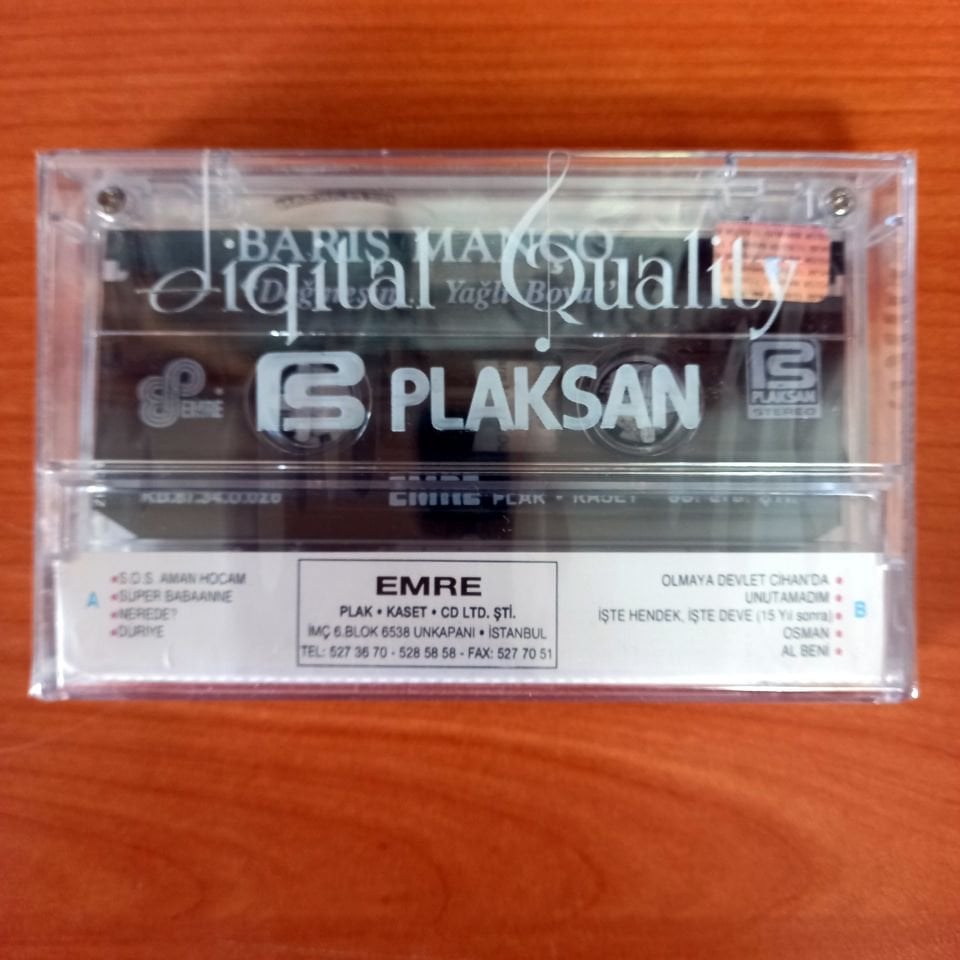 BARIŞ MANÇO
Digital Quality
"Değmesin Yağlı Boya"
EMRE
PLAKSAN
PLAKSAN
STEREO
EMRE PLAK • KASET
A
•S.O.S. AMAN HOCAM
•SÜPER BABAANNE
•NEREDE?
•DURİYE
EMRE
PLAK • KASET • CD LTD. ŞTİ.
İMÇ 6.BLOK 6538 UNKAPANI • İSTANBUL
TEL: 527 36 70 - 528 58 58 - FAX: 527 70 51
OLMAYA DEVLET CİHAN'DA •
UNUTAMADIM •
İŞTE HENDEK, İŞTE DEVE (15 Yıl sonra) •
OSMAN •
AL BENİ •
B